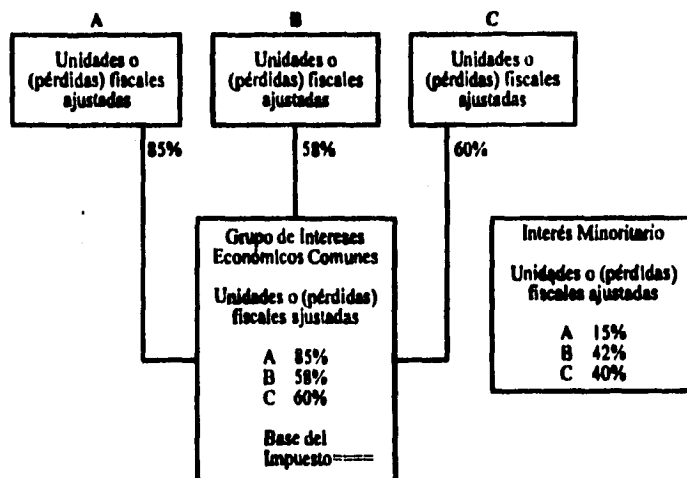 A
Unidades o
(pérdidas) fiscales
ajustadas
B
Unidades o
(pérdidas) fiscales
ajustadas
C
Unidades o
(pérdidas) fiscales
ajustadas
85%
58%
60%
Grupo de Intereses
Económicos Comunes
Unidades o (pérdidas)
fiscales ajustadas
A 85%
B 58%
C 60%
Base del
Impuesto====
Interés Minoritario
Unidades o (pérdidas)
fiscales ajustadas
A 15%
B 42%
C 40%